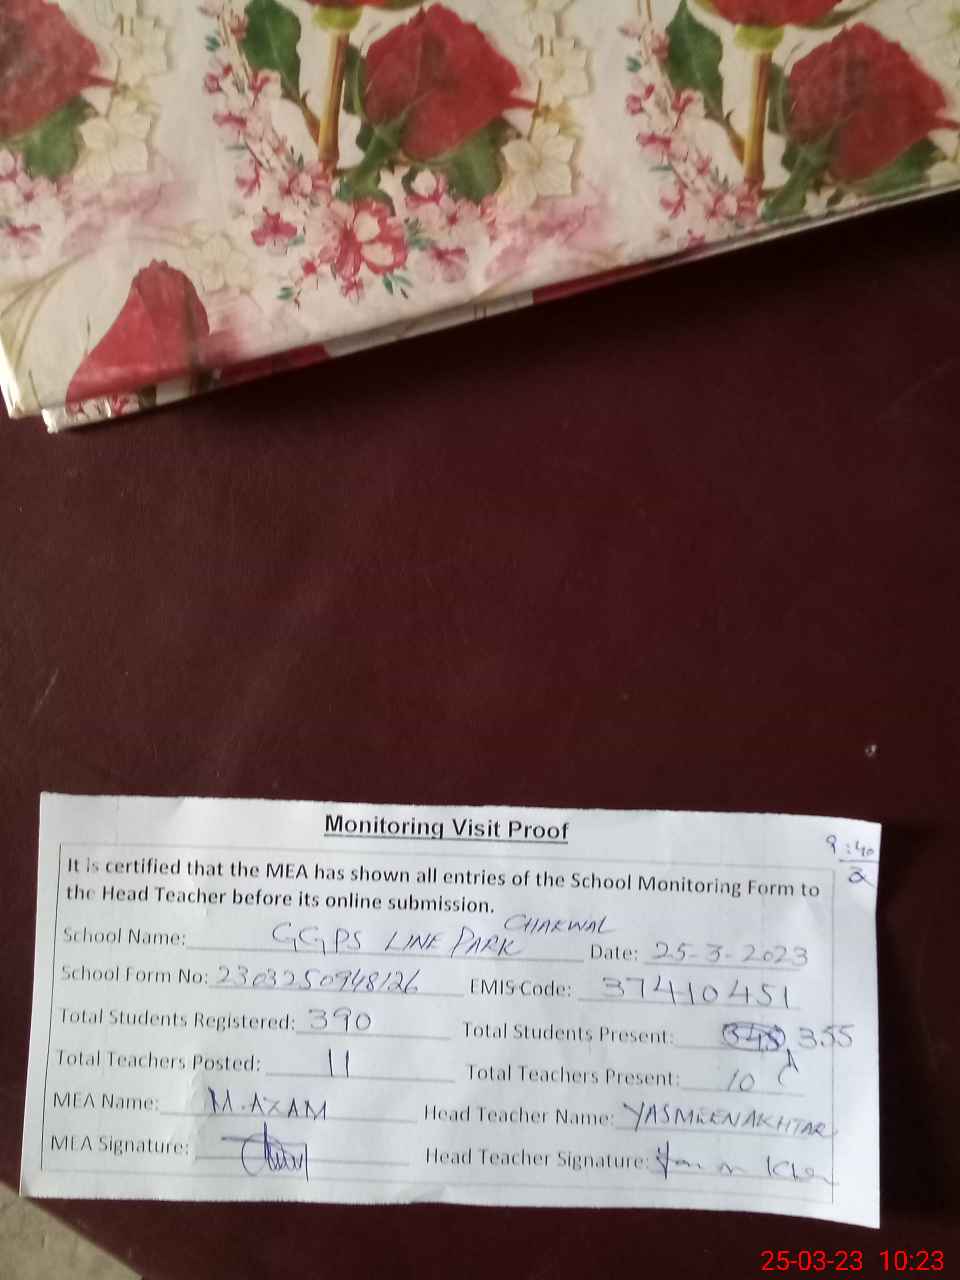 Monitoring Visit Proof
9:40
It is certified that the MEA has shown all entries of the School Monitoring Form to
the Head Teacher before its online submission.
School Name: GGPS LINE PARK CHAKWAL Date: 25-3-2023
School Form No: 2303250948126 EMIS Code: 37410451
Total Students Registered: 390 Total Students Present: 345 355
Total Teachers Posted: 11 Total Teachers Present: 10
MEA Name: M.AZAM Head Teacher Name: YASMEEN AKHTAR
MEA Signature: Head Teacher Signature:
25-03-23 10:23